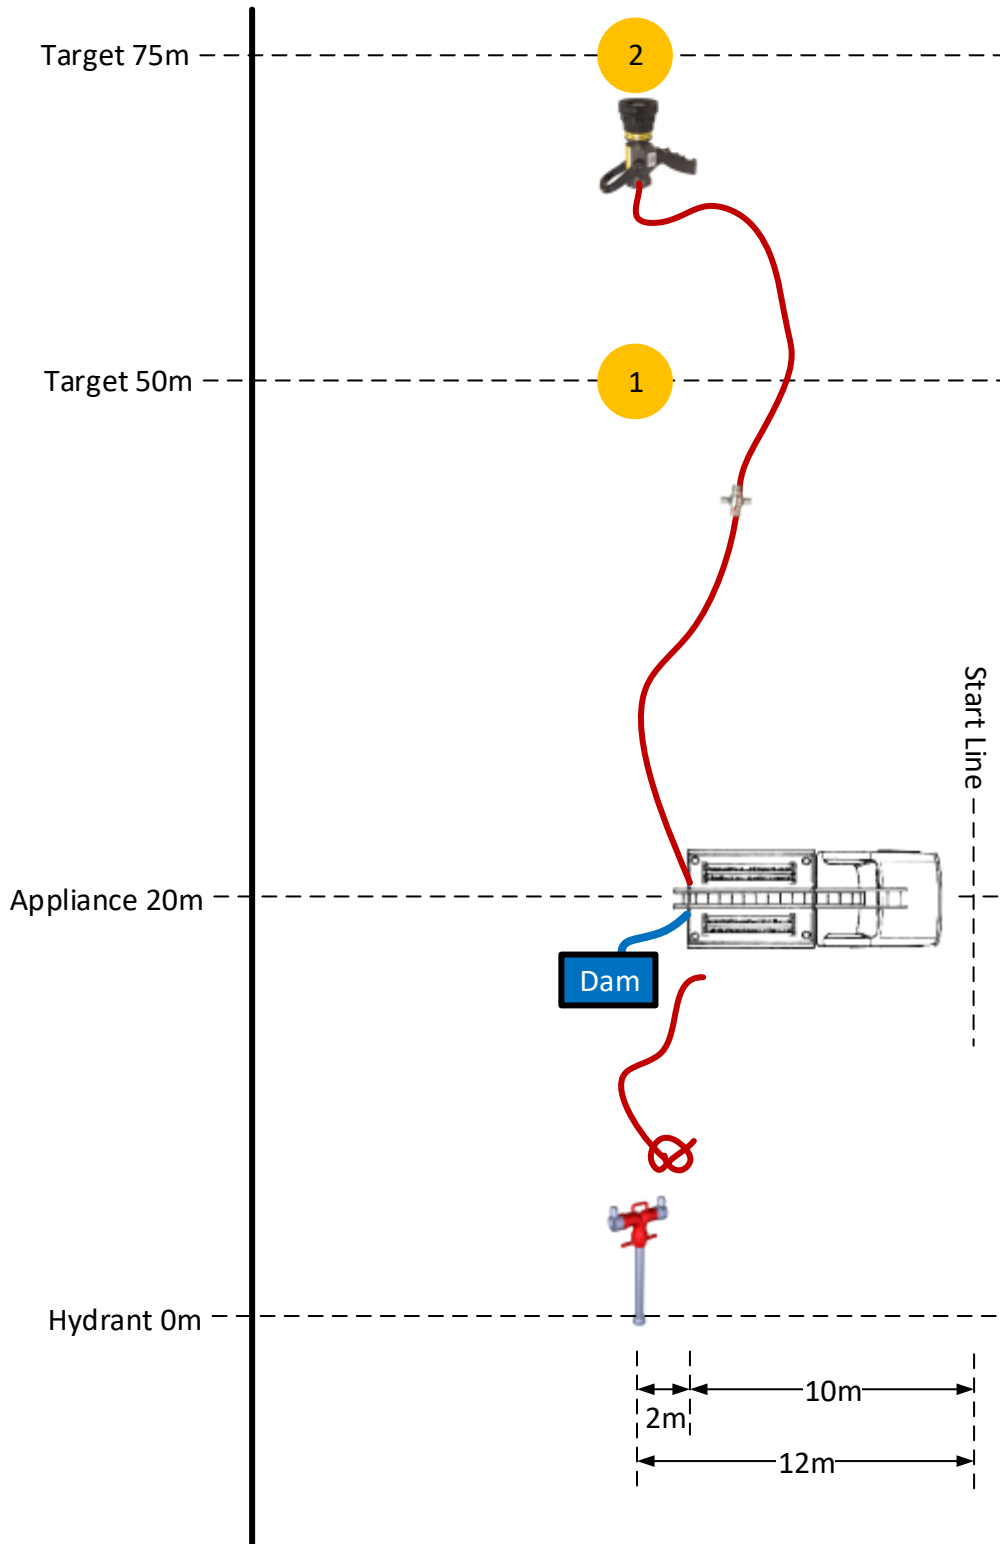 Target 75m
2
Target 50m
1
Start Line
Appliance 20m
Dam
Hydrant 0m
10m
2m
12m